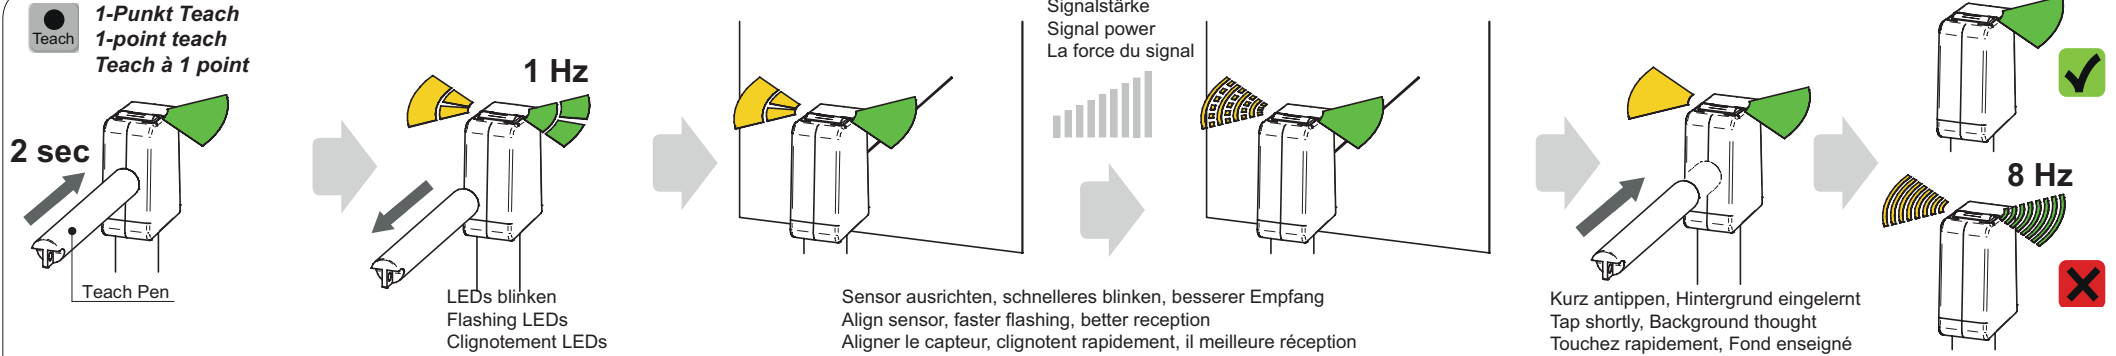 Teach
1-Punkt Teach
1-point teach
Teach à 1 point
2 sec
Teach Pen
1 Hz
LEDs blinken
Flashing LEDs
Clignotement LEDs
Signalstärke
Signal power
La force du signal
Sensor ausrichten, schnelleres blinken, besserer Empfang
Align sensor, faster flashing, better reception
Aligner le capteur, clignotent rapidement, il meilleure réception
Kurz antippen, Hintergrund eingelernt
Tap shortly, Background thought
Touchez rapidement, Fond enseigné
8 Hz